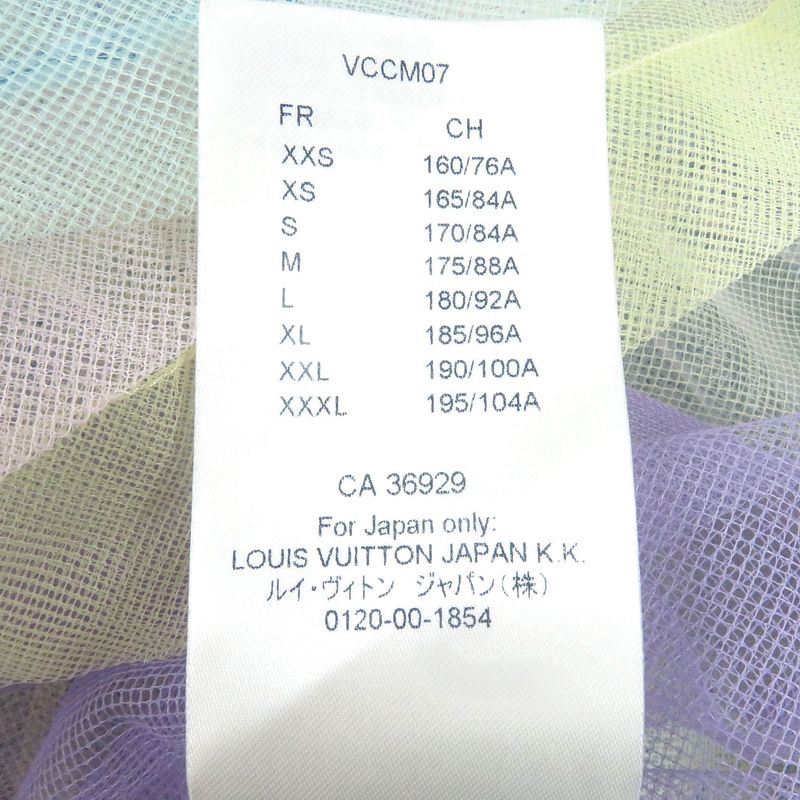 VCCM07
FR CH
XXS 160/76A
XS 165/84A
S 170/84A
M 175/88A
L 180/92A
XL 185/96A
XXL 190/100A
XXXL 195/104A
CA 36929
For Japan only:
LOUIS VUITTON JAPAN K.K.
ルイ・ヴィトン ジャパン(株)
0120-00-1854